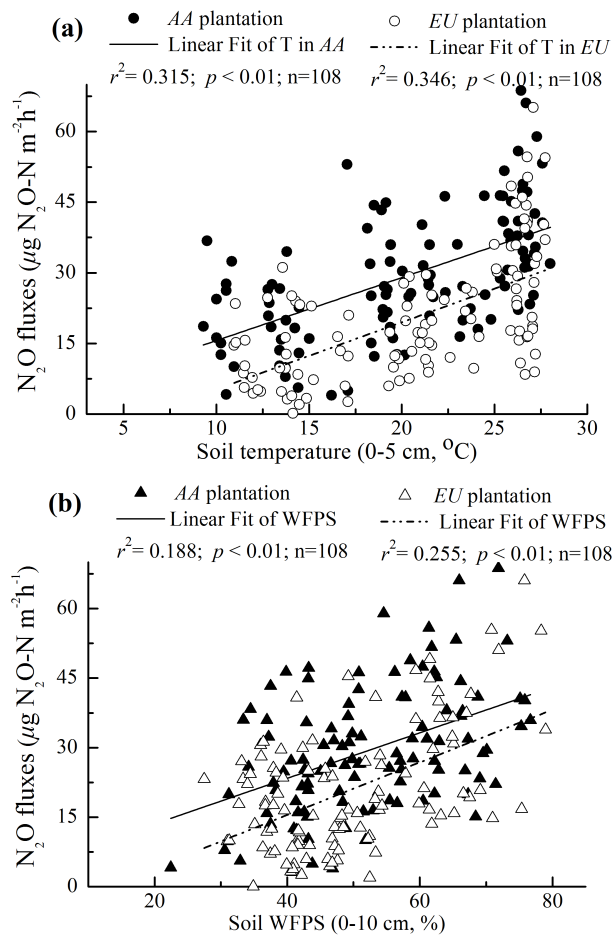 (a)
AA plantation
EU plantation
Linear Fit of T in AA
Linear Fit of T in EU
r²= 0.315; p < 0.01; n=108
r²= 0.346; p < 0.01; n=108
N₂O fluxes (μg N₂O-N m⁻²h⁻¹)
60
45
30
15
0
5
10
15
20
25
30
Soil temperature (0-5 cm, °C)
(b)
AA plantation
EU plantation
Linear Fit of WFPS
Linear Fit of WFPS
r²= 0.188; p < 0.01; n=108
r²= 0.255; p < 0.01; n=108
N₂O fluxes (μg N₂O-N m⁻²h⁻¹)
60
45
30
15
0
20
40
60
80
Soil WFPS (0-10 cm, %)